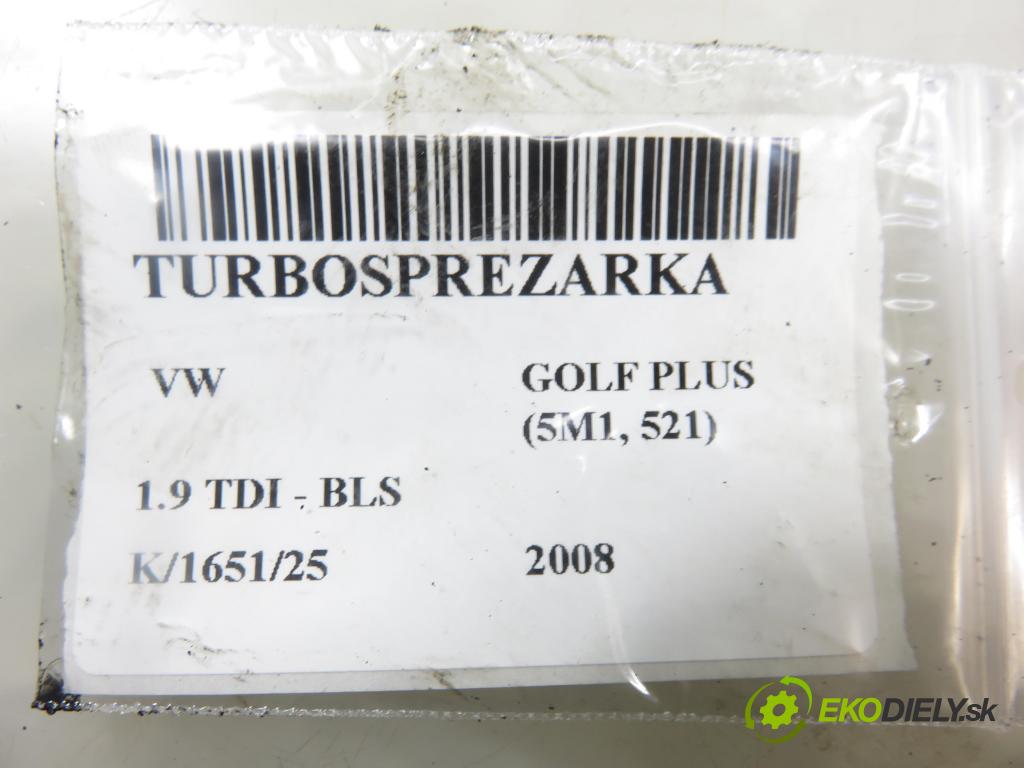 TURBOSPREZARKA
VW GOLF PLUS
(5M1, 521)
1.9 TDI - BLS
K/1651/25 2008
EKODIELY.sk